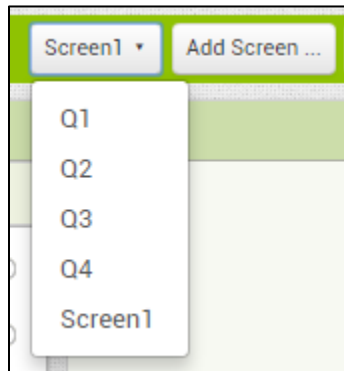 Screen1 ▾ Add Screen ...
Q1
Q2
Q3
Q4
Screen1